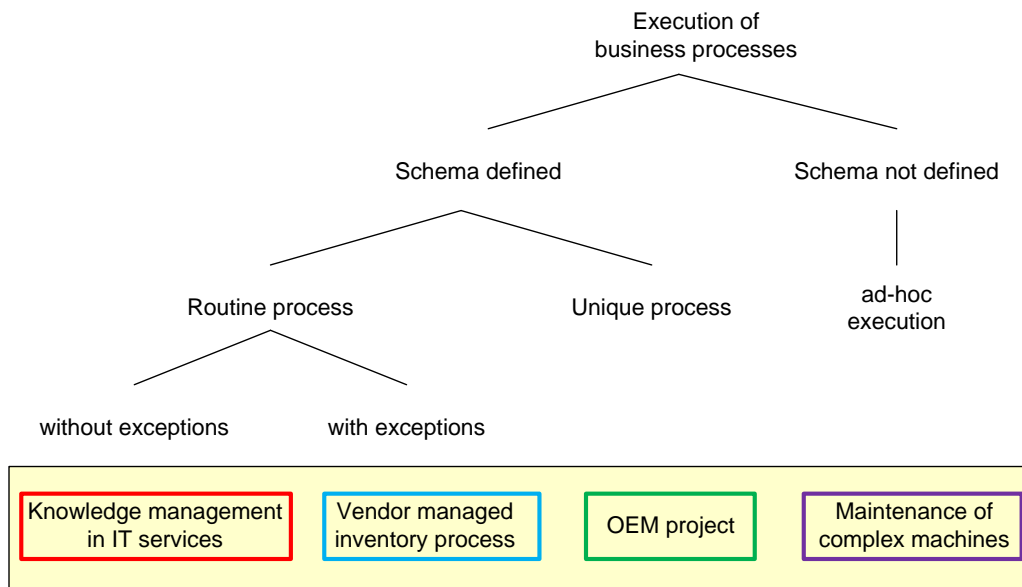 Execution of
business processes
Schema defined
Schema not defined
Routine process
Unique process
ad-hoc
execution
without exceptions
with exceptions
Knowledge management
in IT services
Vendor managed
inventory process
OEM project
Maintenance of
complex machines